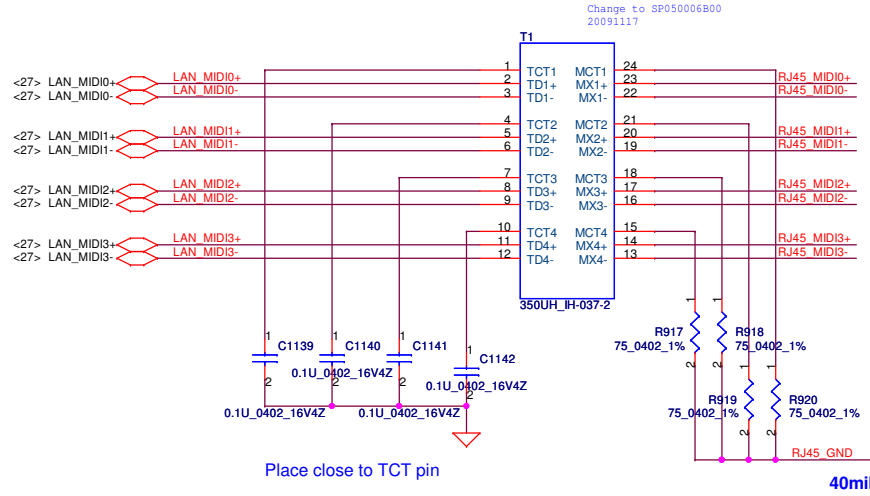 Change to SP050006B00
20091117
T1
1 TCT1 MCT1 24
<27> LAN_MIDI0+ LAN_MIDI0+ 2 TD1+ MX1+ 23 RJ45_MIDI0+
<27> LAN_MIDI0- LAN_MIDI0- 3 TD1- MX1- 22 RJ45_MIDI0-
4 TCT2 MCT2 21
<27> LAN_MIDI1+ LAN_MIDI1+ 5 TD2+ MX2+ 20 RJ45_MIDI1+
<27> LAN_MIDI1- LAN_MIDI1- 6 TD2- MX2- 19 RJ45_MIDI1-
7 TCT3 MCT3 18
<27> LAN_MIDI2+ LAN_MIDI2+ 8 TD3+ MX3+ 17 RJ45_MIDI2+
<27> LAN_MIDI2- LAN_MIDI2- 9 TD3- MX3- 16 RJ45_MIDI2-
10 TCT4 MCT4 15
<27> LAN_MIDI3+ LAN_MIDI3+ 11 TD4+ MX4+ 14 RJ45_MIDI3+
<27> LAN_MIDI3- LAN_MIDI3- 12 TD4- MX4- 13 RJ45_MIDI3-
350UH_IH-037-2
1 C1139 2
0.1U_0402_16V4Z
1 C1140 2
0.1U_0402_16V4Z
1 C1141 2
0.1U_0402_16V4Z
1 C1142 2
0.1U_0402_16V4Z
1 R917 2
75_0402_1%
1 R918 2
75_0402_1%
1 R919 2
75_0402_1%
1 R920 2
75_0402_1%
RJ45_GND
Place close to TCT pin
40mil